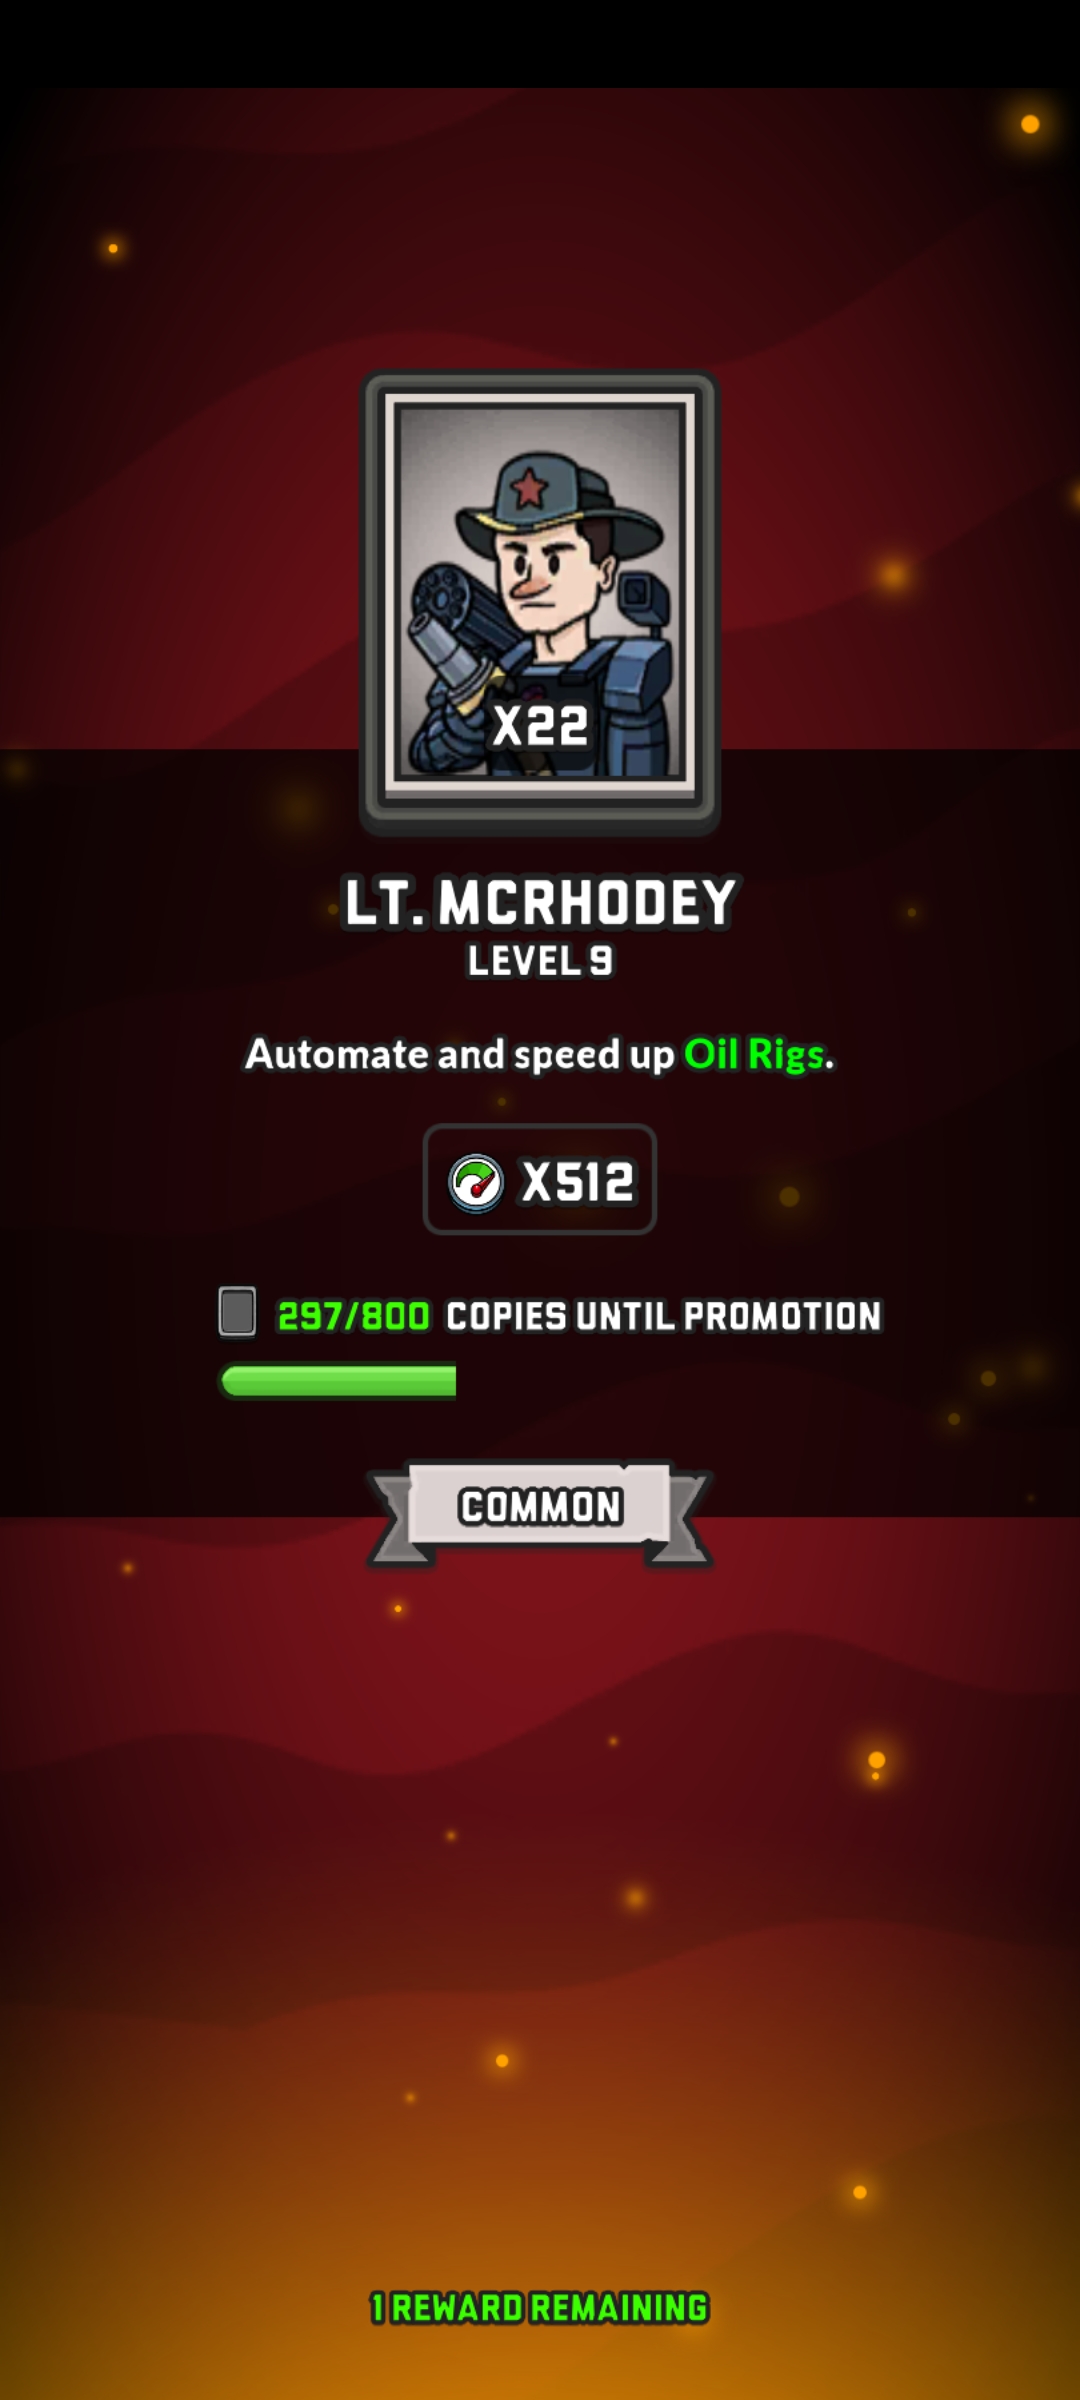 X22
LT. MCRHODEY
LEVEL 9
Automate and speed up Oil Rigs.
X512
297/800 COPIES UNTIL PROMOTION
COMMON
1 REWARD REMAINING